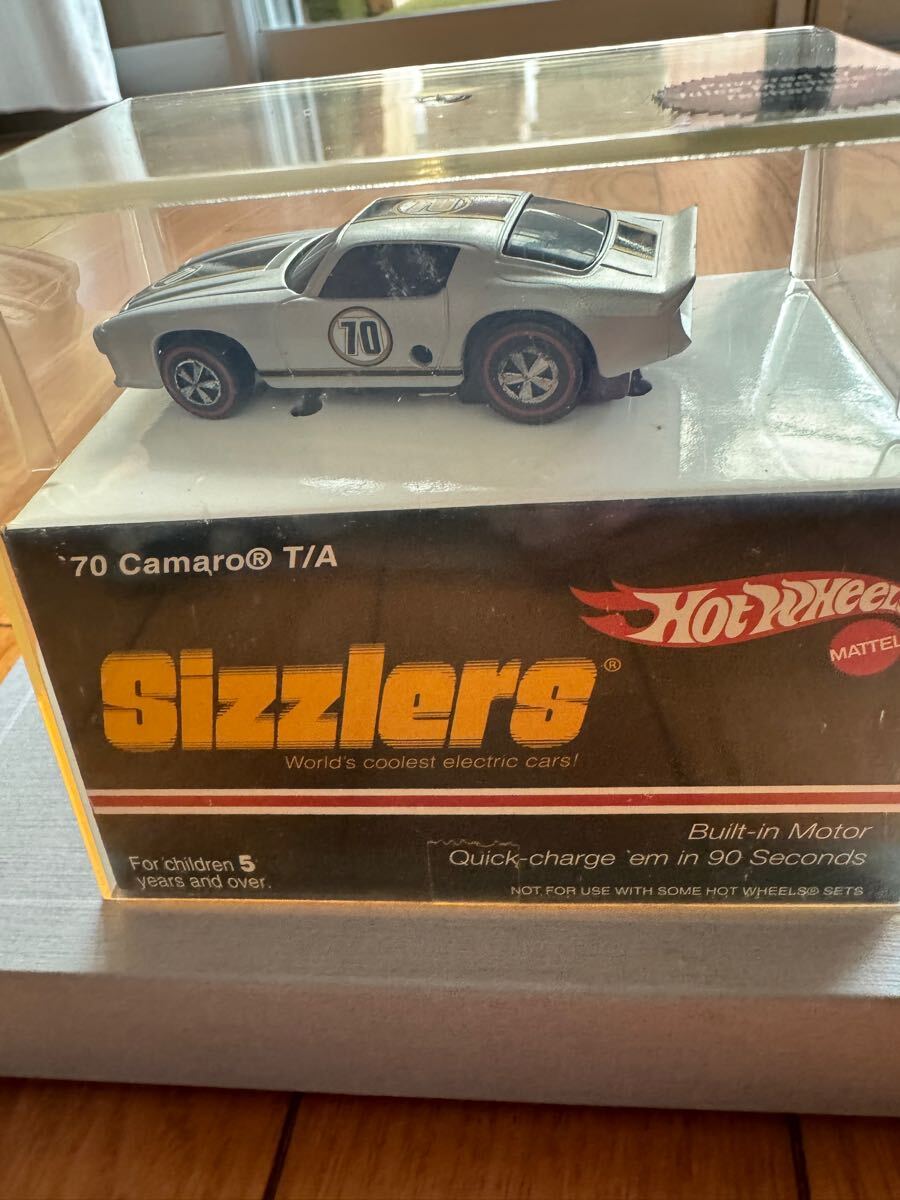 70
'70 Camaro® T/A
Hot Wheels
MATTEL
Sizzlers®
World's coolest electric cars!
Built-in Motor
Quick-charge 'em in 90 Seconds
For children 5
years and over.
NOT FOR USE WITH SOME HOT WHEELS® SETS